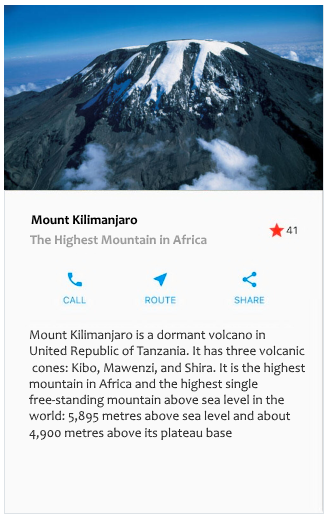 Mount Kilimanjaro
The Highest Mountain in Africa
41
CALL
ROUTE
SHARE
Mount Kilimanjaro is a dormant volcano in
United Republic of Tanzania. It has three volcanic
cones: Kibo, Mawenzi, and Shira. It is the highest
mountain in Africa and the highest single
free-standing mountain above sea level in the
world: 5,895 metres above sea level and about
4,900 metres above its plateau base